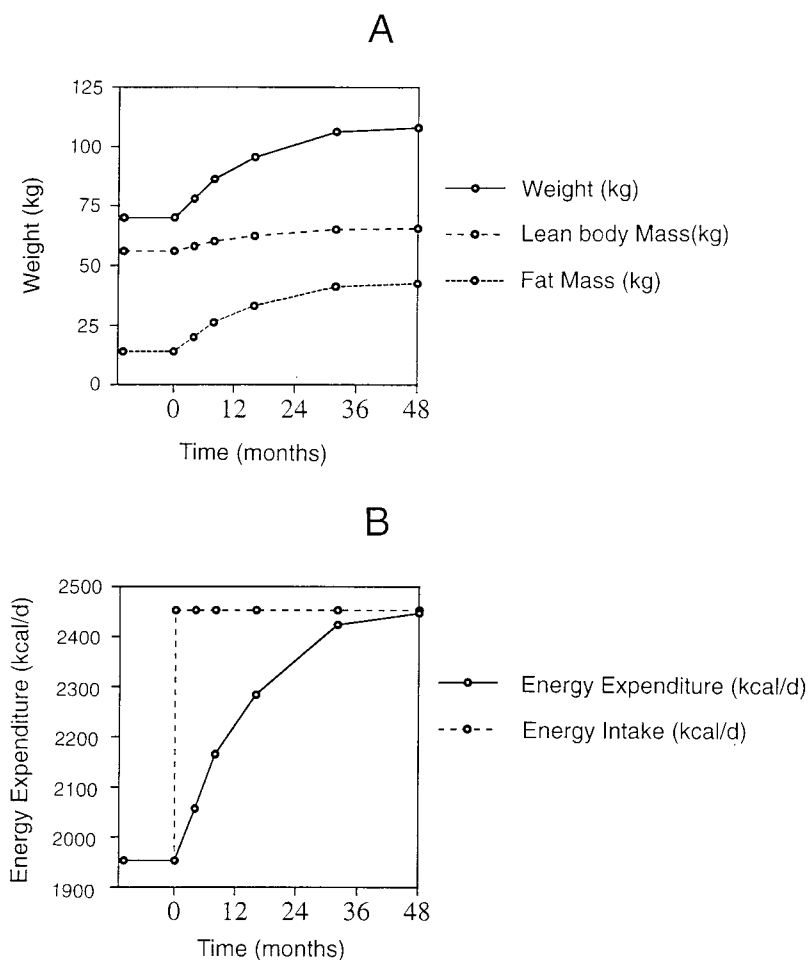 A
125
100
75
50
25
0
Weight (kg)
0 12 24 36 48
Time (months)
Weight (kg)
Lean body Mass(kg)
Fat Mass (kg)
B
2500
2400
2300
2200
2100
2000
1900
Energy Expenditure (kcal/d)
0 12 24 36 48
Time (months)
Energy Expenditure (kcal/d)
Energy Intake (kcal/d)